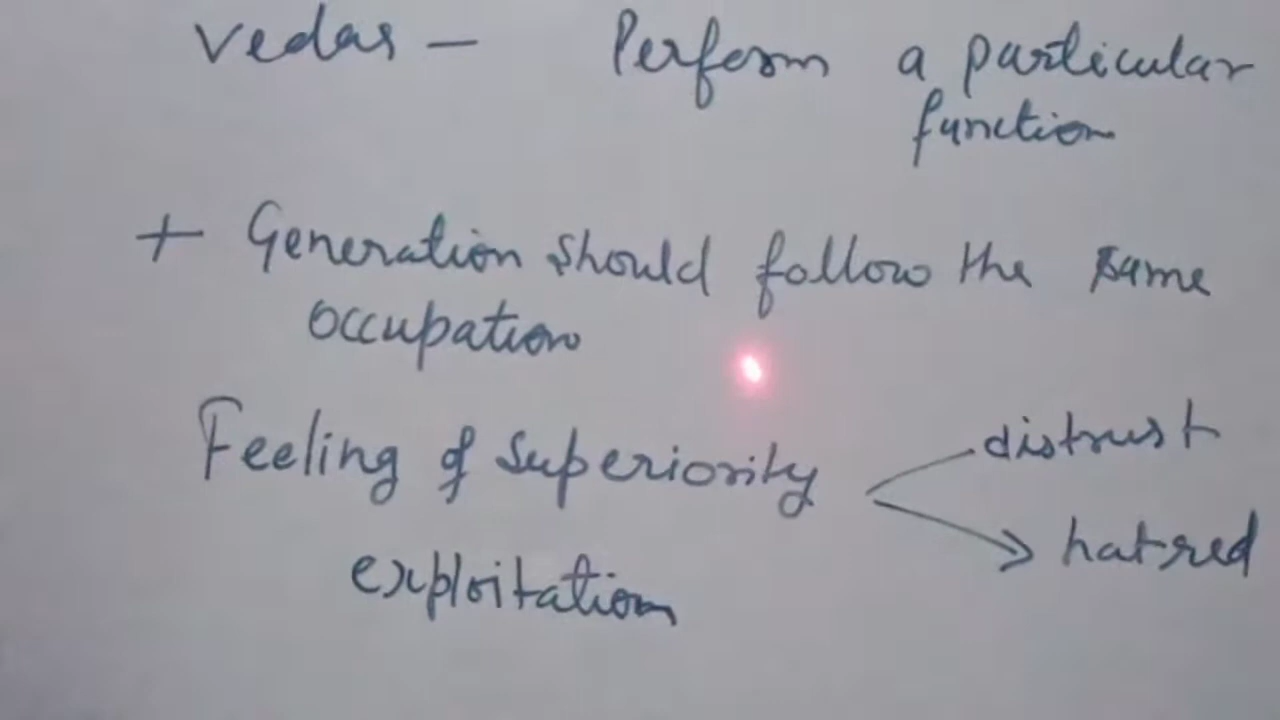 Vedas — Perform a particular
function
+ Generation should follow the same
occupation
Feeling of superiority
distrust
hatred
exploitation